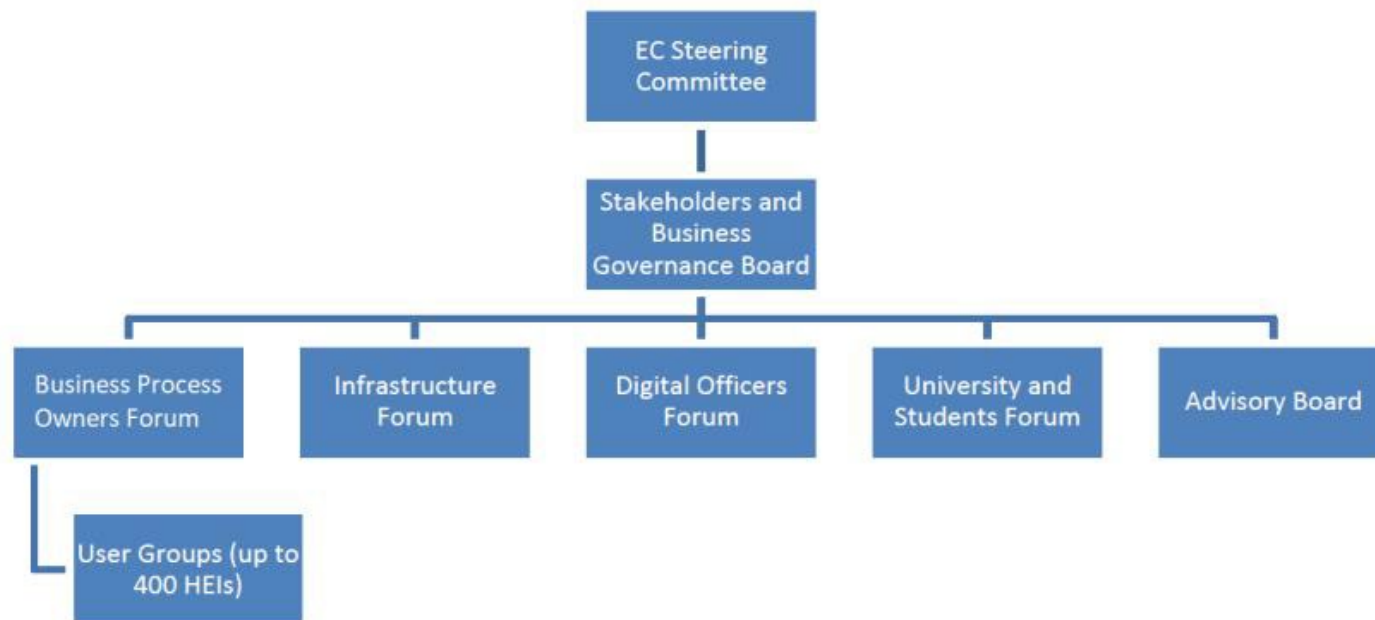 EC Steering
Committee
Stakeholders and
Business
Governance Board
Business Process
Owners Forum
Infrastructure
Forum
Digital Officers
Forum
University and
Students Forum
Advisory Board
User Groups (up to
400 HEIs)